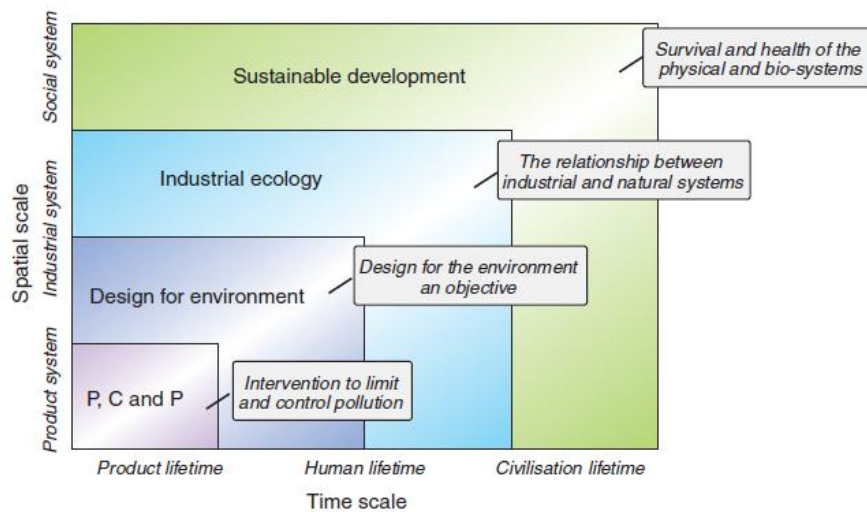 Social system
Industrial system
Product system
Spatial scale
Sustainable development
Survival and health of the
physical and bio-systems
Industrial ecology
The relationship between
industrial and natural systems
Design for environment
Design for the environment
an objective
P, C and P
Intervention to limit
and control pollution
Product lifetime
Human lifetime
Civilisation lifetime
Time scale